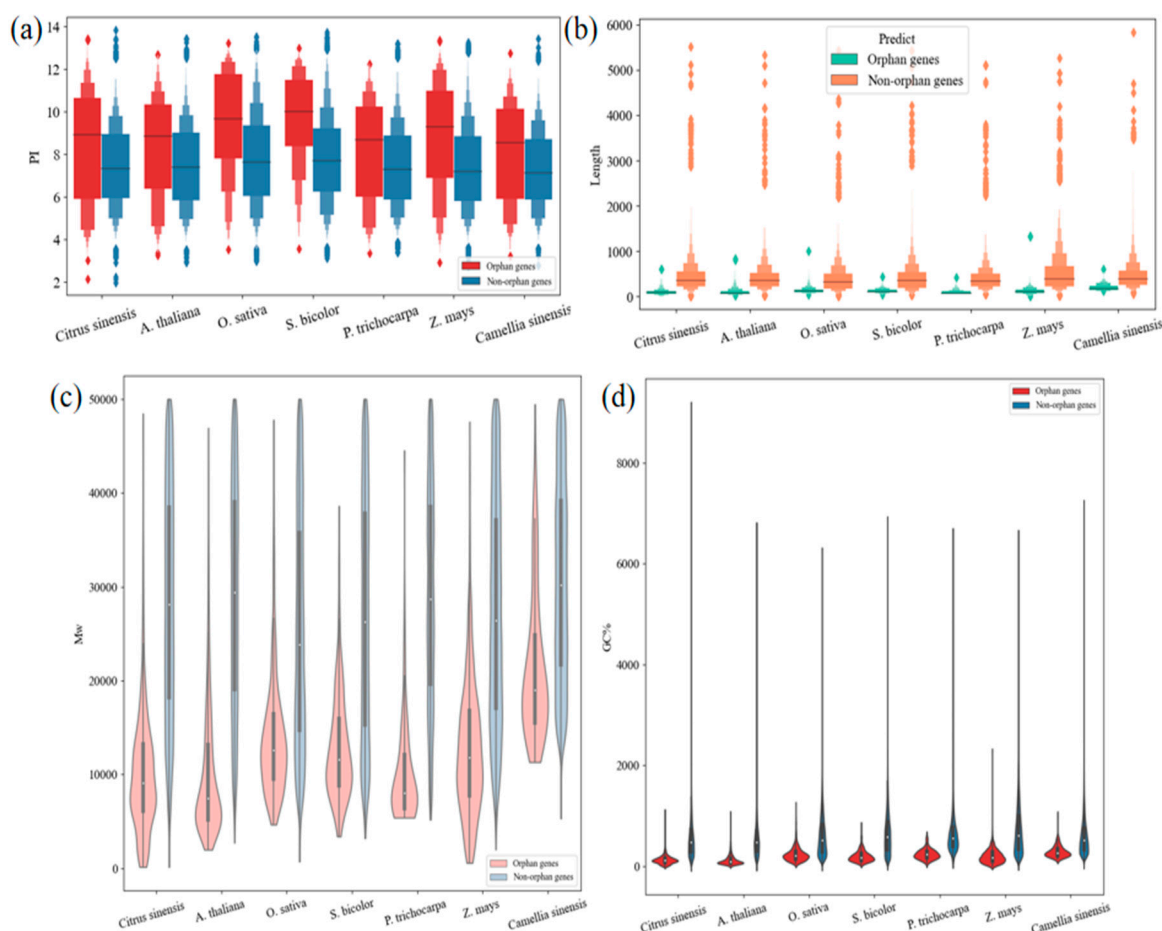 (a)
14
12
10
8
6
4
2
PI
Orphan genes
Non-orphan genes
Citrus sinensis
A. thaliana
O. sativa
S. bicolor
P. trichocarpa
Z. mays
Camellia sinensis
(b)
6000
5000
4000
3000
2000
1000
0
Length
Predict
Orphan genes
Non-orphan genes
Citrus sinensis
A. thaliana
O. sativa
S. bicolor
P. trichocarpa
Z. mays
Camellia sinensis
(c)
50000
40000
30000
20000
10000
0
Mw
Orphan genes
Non-orphan genes
Citrus sinensis
A. thaliana
O. sativa
S. bicolor
P. trichocarpa
Z. mays
Camellia sinensis
(d)
8000
6000
4000
2000
0
GC%
Orphan genes
Non-orphan genes
Citrus sinensis
A. thaliana
O. sativa
S. bicolor
P. trichocarpa
Z. mays
Camellia sinensis